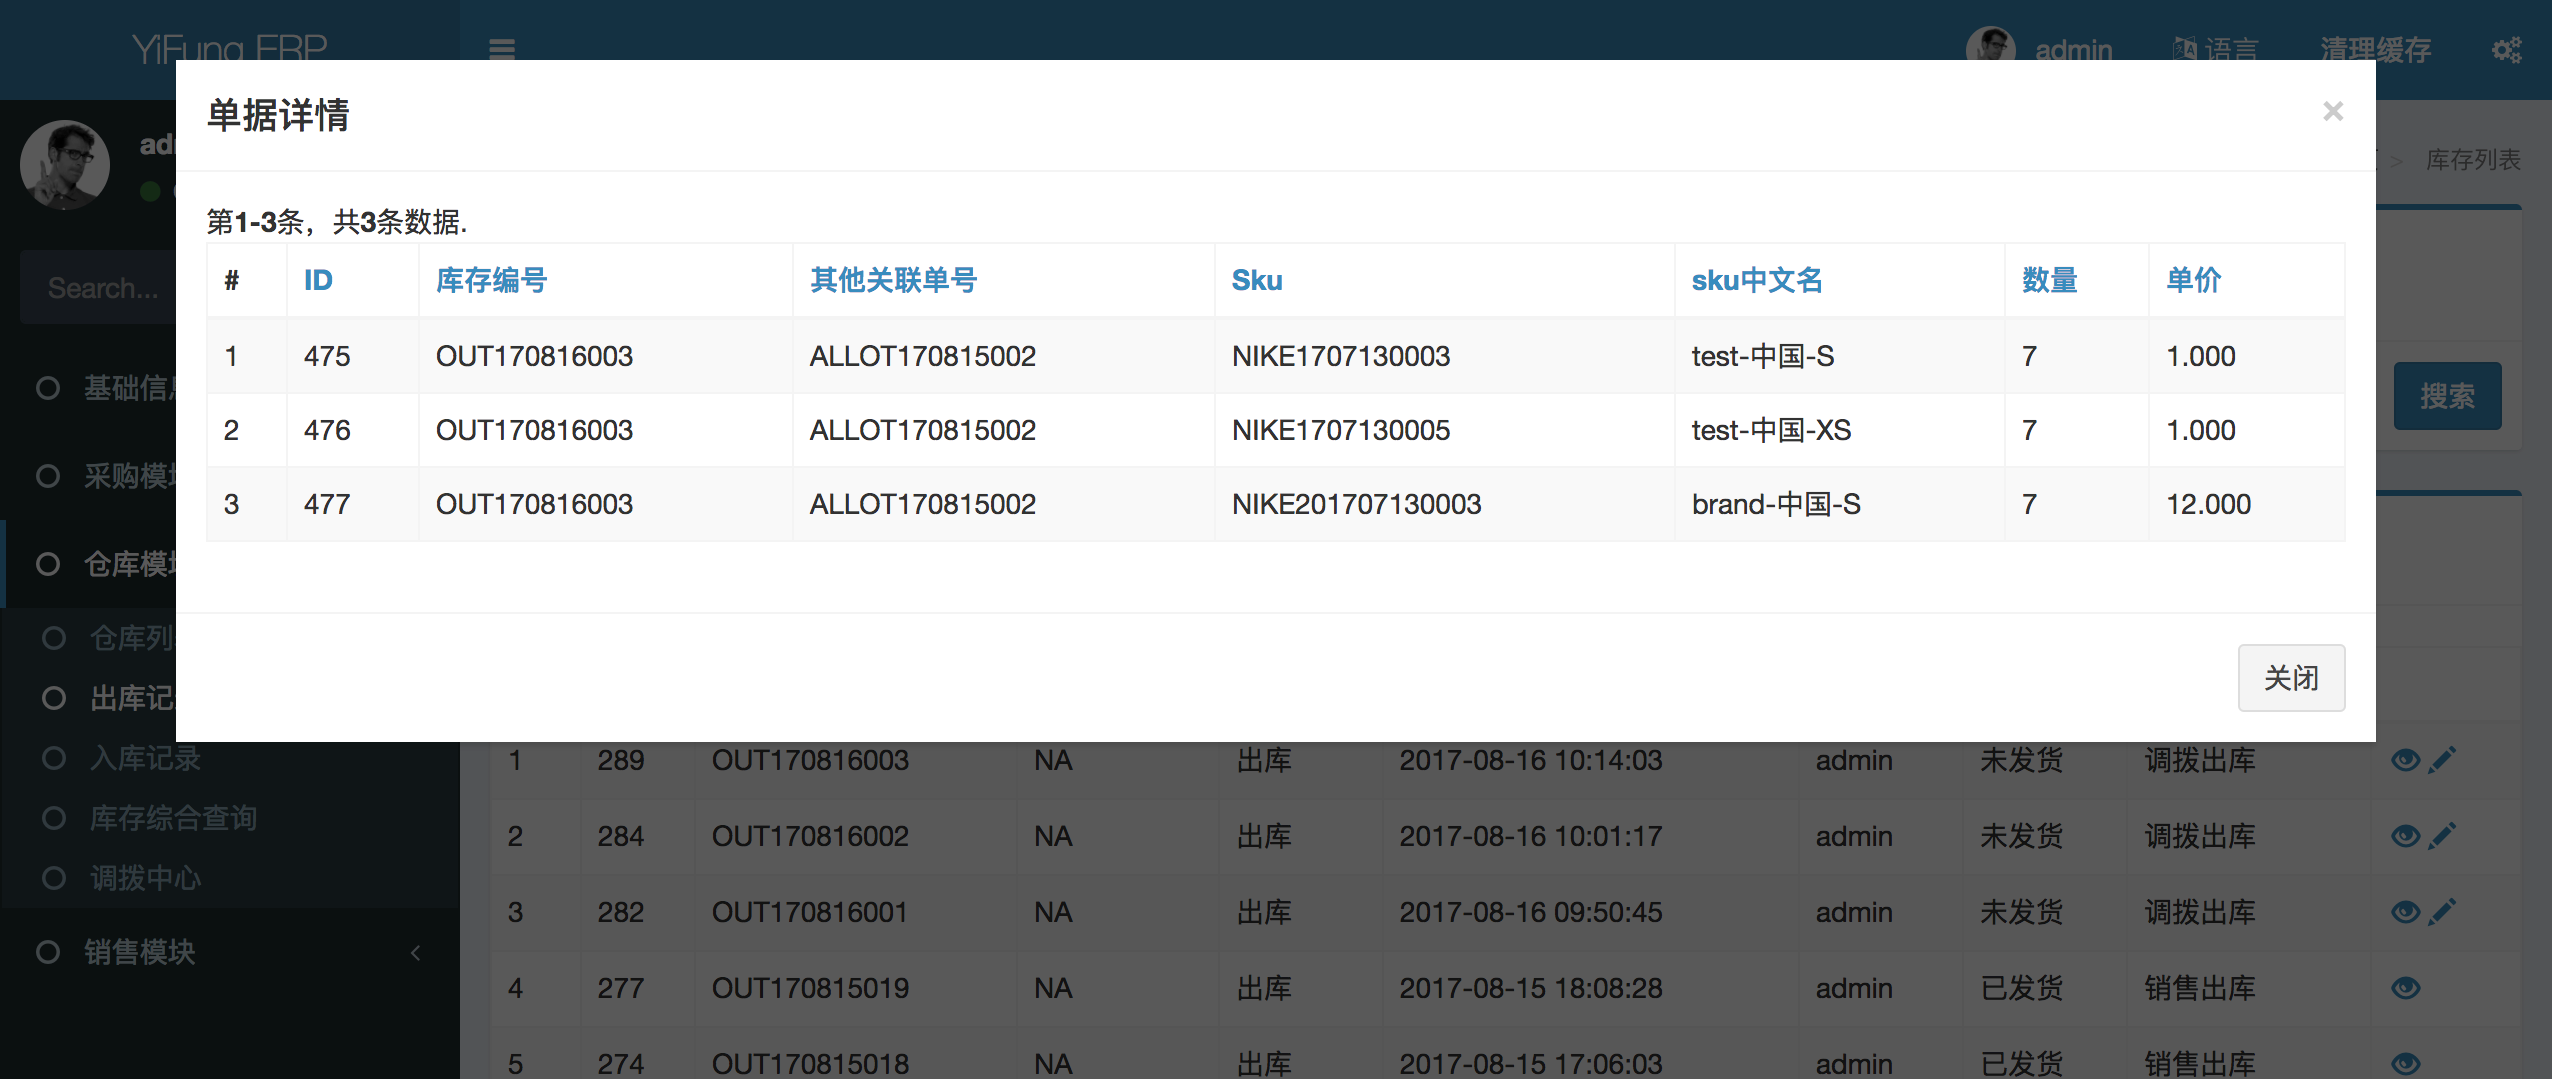 YiFung ERP
admin 语言 清理缓存
单据详情 ×
> 库存列表
第1-3条，共3条数据.
Search...
# ID 库存编号 其他关联单号 Sku sku中文名 数量 单价
1 475 OUT170816003 ALLOT170815002 NIKE1707130003 test-中国-S 7 1.000
搜索
基础信
2 476 OUT170816003 ALLOT170815002 NIKE1707130005 test-中国-XS 7 1.000
采购模
3 477 OUT170816003 ALLOT170815002 NIKE201707130003 brand-中国-S 7 12.000
仓库模
仓库列
关闭
出库记
入库记录
1 289 OUT170816003 NA 出库 2017-08-16 10:14:03 admin 未发货 调拨出库
库存综合查询
2 284 OUT170816002 NA 出库 2017-08-16 10:01:17 admin 未发货 调拨出库
调拨中心
3 282 OUT170816001 NA 出库 2017-08-16 09:50:45 admin 未发货 调拨出库
销售模块
4 277 OUT170815019 NA 出库 2017-08-15 18:08:28 admin 已发货 销售出库
5 274 OUT170815018 NA 出库 2017-08-15 17:06:03 admin 已发货 销售出库